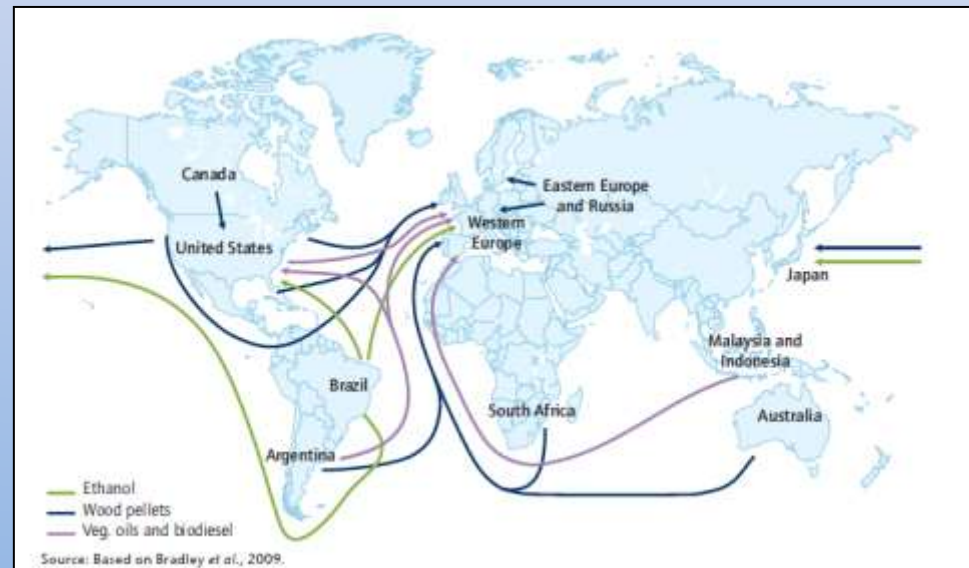 Canada
United States
Eastern Europe
and Russia
Western
Europe
Japan
Malaysia and
Indonesia
Brazil
South Africa
Australia
Argentina
Ethanol
Wood pellets
Veg. oils and biodiesel
Source: Based on Bradley et al., 2009.